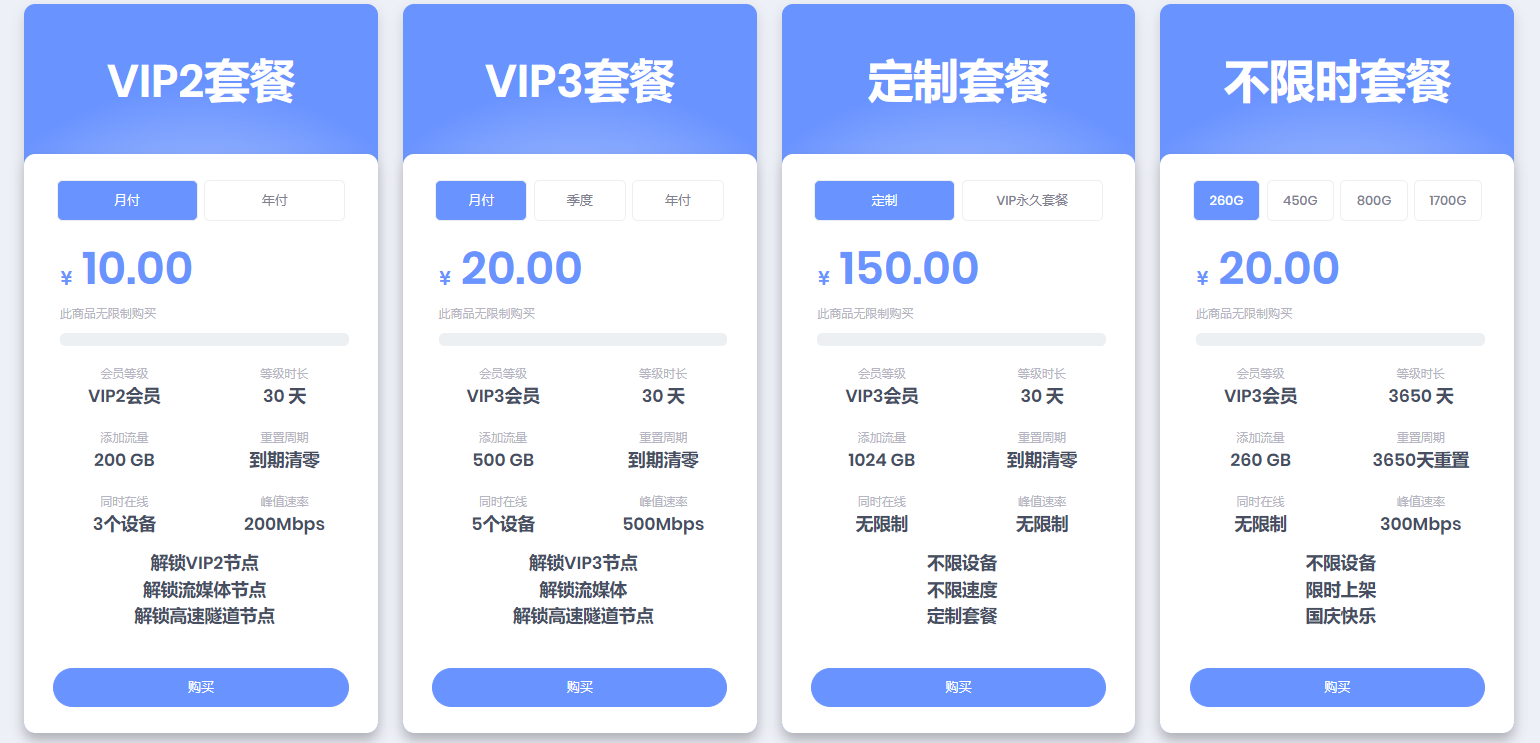 VIP2套餐
月付 年付
¥ 10.00
此商品无限制购买
会员等级 等级时长
VIP2会员 30 天
添加流量 重置周期
200 GB 到期清零
同时在线 峰值速率
3个设备 200Mbps
解锁VIP2节点
解锁流媒体节点
解锁高速隧道节点
购买
VIP3套餐
月付 季度 年付
¥ 20.00
此商品无限制购买
会员等级 等级时长
VIP3会员 30 天
添加流量 重置周期
500 GB 到期清零
同时在线 峰值速率
5个设备 500Mbps
解锁VIP3节点
解锁流媒体
解锁高速隧道节点
购买
定制套餐
定制 VIP永久套餐
¥ 150.00
此商品无限制购买
会员等级 等级时长
VIP3会员 30 天
添加流量 重置周期
1024 GB 到期清零
同时在线 峰值速率
无限制 无限制
不限设备
不限速度
定制套餐
购买
不限时套餐
260G 450G 800G 1700G
¥ 20.00
此商品无限制购买
会员等级 等级时长
VIP3会员 3650 天
添加流量 重置周期
260 GB 3650天重置
同时在线 峰值速率
无限制 300Mbps
不限设备
限时上架
国庆快乐
购买